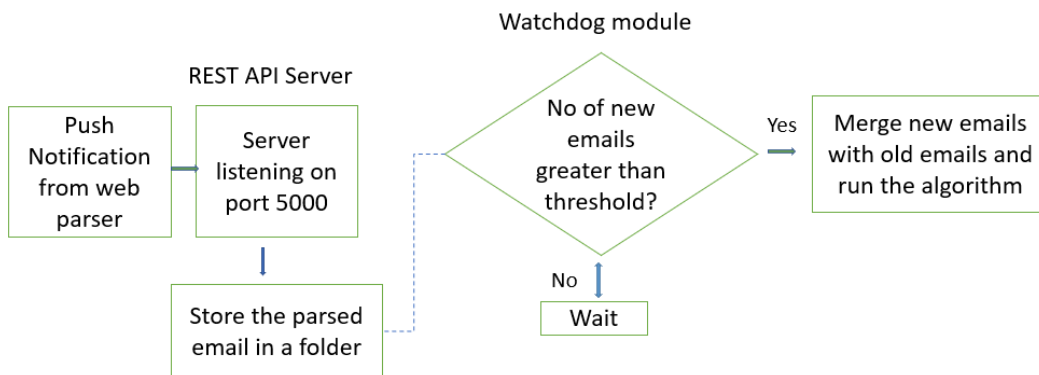 Watchdog module
REST API Server
Push
Notification
from web
parser
Server
listening on
port 5000
Store the parsed
email in a folder
No of new
emails
greater than
threshold?
Yes
Merge new emails
with old emails and
run the algorithm
No
Wait